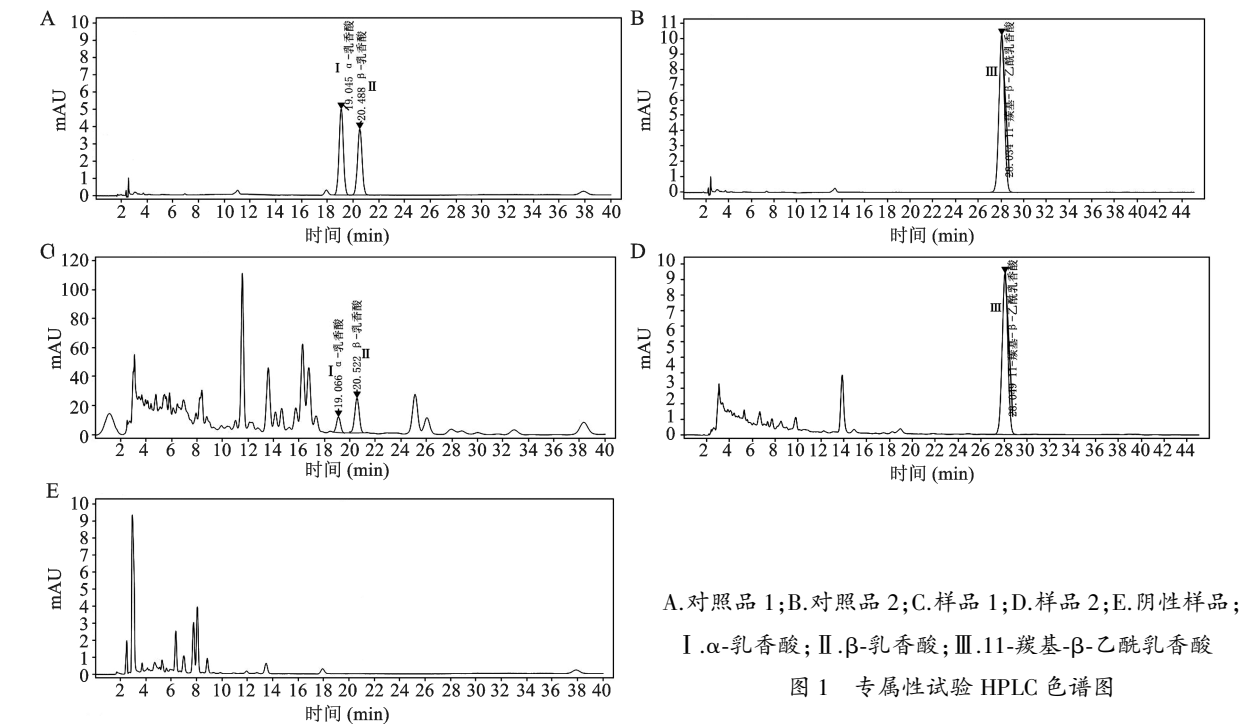 A
10
9
8
7
6
5
4
3
2
1
0
mAU
19.045 α-乳香酸
20.488 β-乳香酸
Ⅰ
Ⅱ
2 4 6 8 10 12 14 16 18 20 22 24 26 28 30 32 34 36 38 40
时间 (min)
B
11
10
9
8
7
6
5
4
3
2
1
0
mAU
Ⅲ
28.034 11-羰基-β-乙酰乳香酸
2 4 6 8 10 12 14 16 18 20 22 24 26 28 30 32 34 36 38 40 42 44
时间 (min)
C
120
100
80
60
40
20
0
mAU
Ⅰ
19.066 α-乳香酸
20.522 β-乳香酸
Ⅱ
2 4 6 8 10 12 14 16 18 20 22 24 26 28 30 32 34 36 38 40
时间 (min)
D
10
9
8
7
6
5
4
3
2
1
0
mAU
Ⅲ
28.049 11-羰基-β-乙酰乳香酸
2 4 6 8 10 12 14 16 18 20 22 24 26 28 30 32 34 36 38 40 42 44
时间 (min)
E
10
9
8
7
6
5
4
3
2
1
0
mAU
2 4 6 8 10 12 14 16 18 20 22 24 26 28 30 32 34 36 38 40
时间 (min)
A.对照品 1;B.对照品 2;C.样品 1;D.样品 2;E.阴性样品;
Ⅰ.α-乳香酸;Ⅱ.β-乳香酸;Ⅲ.11-羰基-β-乙酰乳香酸
图 1 专属性试验 HPLC 色谱图